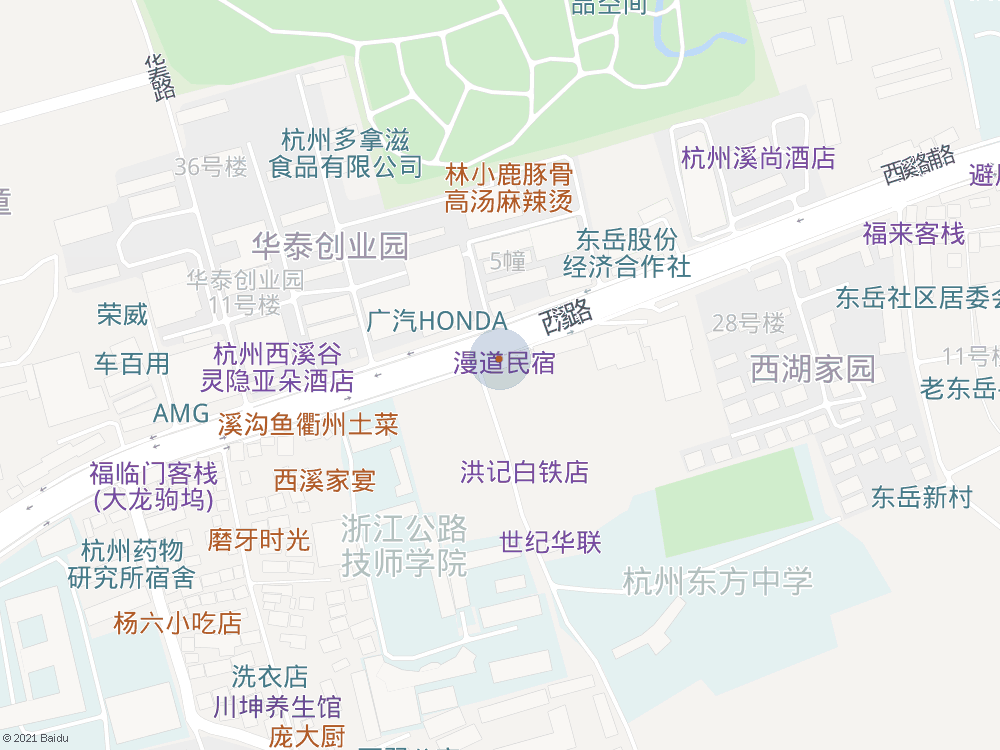 品空间
华泰路
杭州多拿滋
食品有限公司
36号楼
林小鹿豚骨
高汤麻辣烫
杭州溪尚酒店
西溪路辅路
童
福来客栈
东岳股份
经济合作社
华泰创业园
5幢
华泰创业园
11号楼
东岳社区居委会
荣威
广汽HONDA
西溪路
28号楼
车百用
杭州西溪谷
灵隐亚朵酒店
漫道民宿
西湖家园
11号楼
老东岳
AMG
溪沟鱼衢州土菜
福临门客栈
(大龙驹坞)
西溪家宴
洪记白铁店
东岳新村
磨牙时光
浙江公路
技师学院
世纪华联
杭州药物
研究所宿舍
杭州东方中学
杨六小吃店
洗衣店
川坤养生馆
庞大厨
© 2021 Baidu